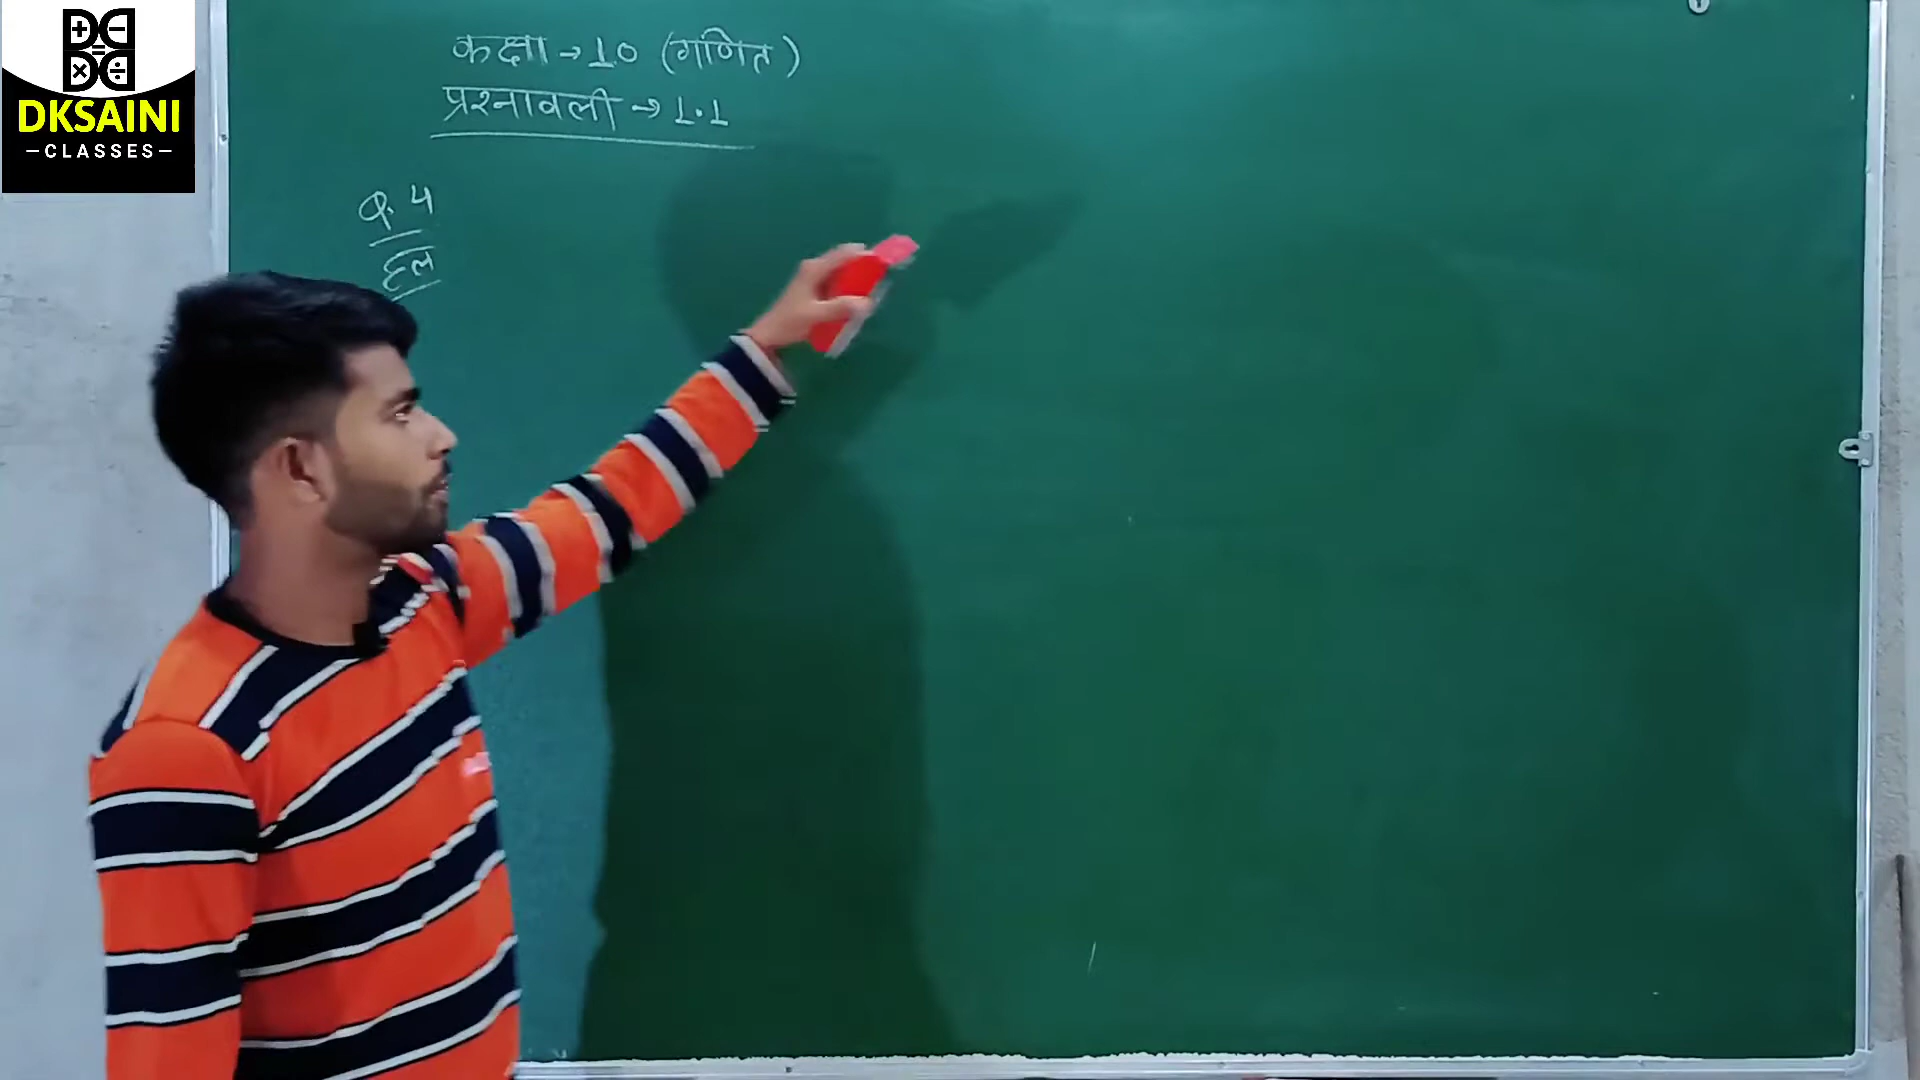 DKSAINI
-CLASSES-
कक्षा → 10 (गणित)
प्रश्नावली → 1.1
Q. 4
हल